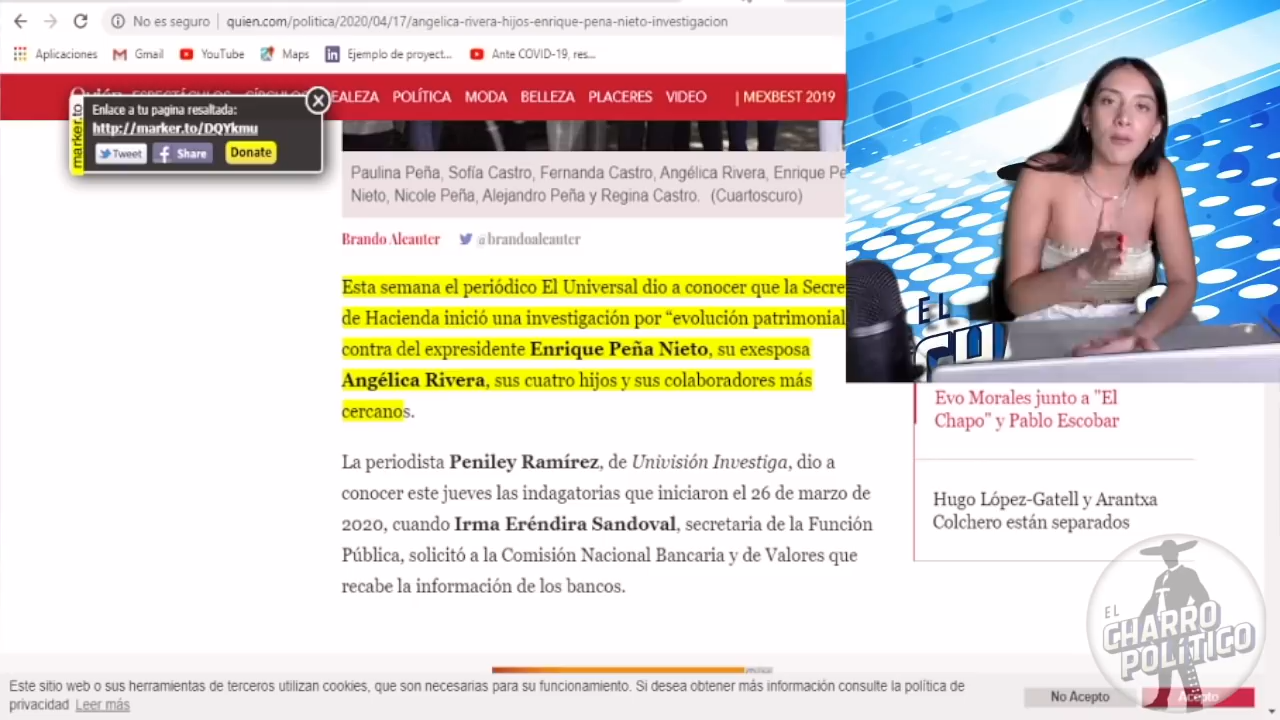 No es seguro
quien.com/politica/2020/04/17/angelica-rivera-hijos-enrique-pena-nieto-investigacion
Aplicaciones
Gmail
YouTube
Maps
Ejemplo de proyect...
Ante COVID-19, res...
Quién ESPECTÁCULOS CÍRCULOS EALEZA POLÍTICA MODA BELLEZA PLACERES VIDEO | MEXBEST 2019
marker.to
Enlace a tu pagina resaltada:
http://marker.to/DQYkmu
Tweet
Share
Donate
Paulina Peña, Sofía Castro, Fernanda Castro, Angélica Rivera, Enrique Pe
Nieto, Nicole Peña, Alejandro Peña y Regina Castro. (Cuartoscuro)
Brando Alcauter
@brandoalcauter
Esta semana el periódico El Universal dio a conocer que la Secre
de Hacienda inició una investigación por “evolución patrimonial
contra del expresidente Enrique Peña Nieto, su exesposa
Angélica Rivera, sus cuatro hijos y sus colaboradores más
cercanos.
La periodista Peniley Ramírez, de Univisión Investiga, dio a
conocer este jueves las indagatorias que iniciaron el 26 de marzo de
2020, cuando Irma Eréndira Sandoval, secretaria de la Función
Pública, solicitó a la Comisión Nacional Bancaria y de Valores que
recabe la información de los bancos.
EL
CH
Evo Morales junto a "El
Chapo" y Pablo Escobar
Hugo López-Gatell y Arantxa
Colchero están separados
EL
CHARRO
POLÍTICO
Este sitio web o sus herramientas de terceros utilizan cookies, que son necesarias para su funcionamiento. Si desea obtener más información consulte la política de
privacidad Leer más
No Acepto
Acepto